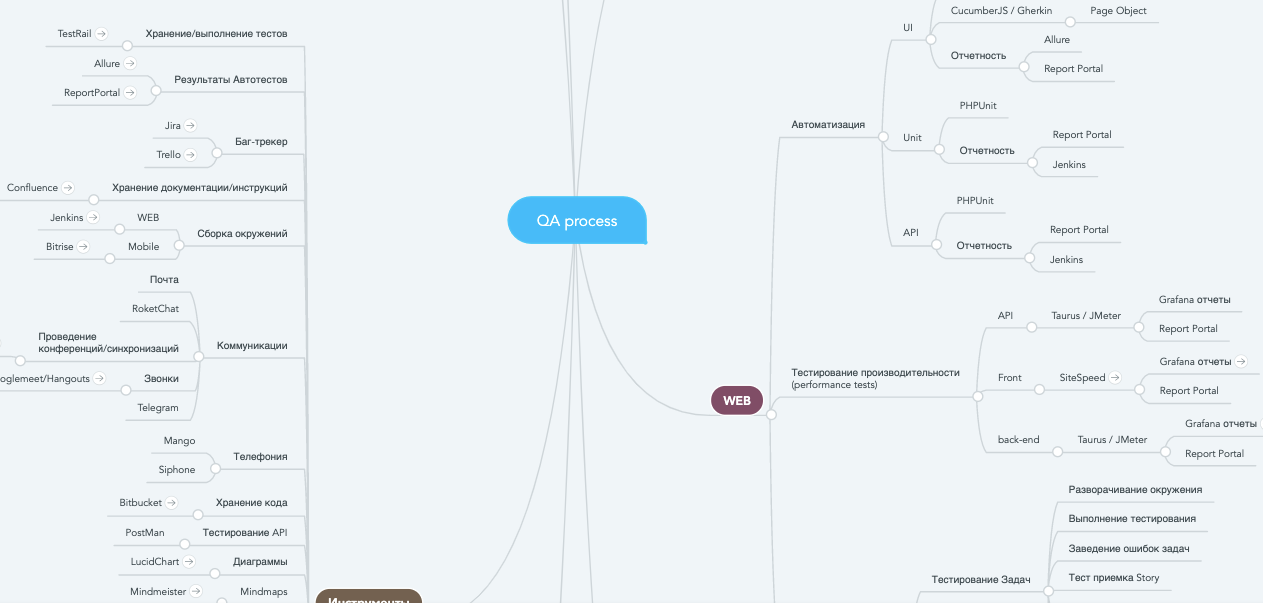 QA process
TestRail
Хранение/выполнение тестов
Allure
ReportPortal
Результаты Автотестов
Jira
Trello
Баг-трекер
Confluence
Хранение документации/инструкций
Jenkins
WEB
Bitrise
Mobile
Сборка окружений
Почта
RoketChat
Проведение
конференций/синхронизаций
oglemeet/Hangouts
Звонки
Telegram
Коммуникации
Mango
Siphone
Телефония
Bitbucket
Хранение кода
PostMan
Тестирование API
LucidChart
Диаграммы
Mindmeister
Mindmaps
Инструменты
WEB
Автоматизация
UI
CucumberJS / Gherkin
Page Object
Отчетность
Allure
Report Portal
Unit
PHPUnit
Отчетность
Report Portal
Jenkins
API
PHPUnit
Отчетность
Report Portal
Jenkins
Тестирование производительности
(performance tests)
API
Taurus / JMeter
Grafana отчеты
Report Portal
Front
SiteSpeed
Grafana отчеты
Report Portal
back-end
Taurus / JMeter
Grafana отчеты
Report Portal
Тестирование Задач
Разворачивание окружения
Выполнение тестирования
Заведение ошибок задач
Тест приемка Story